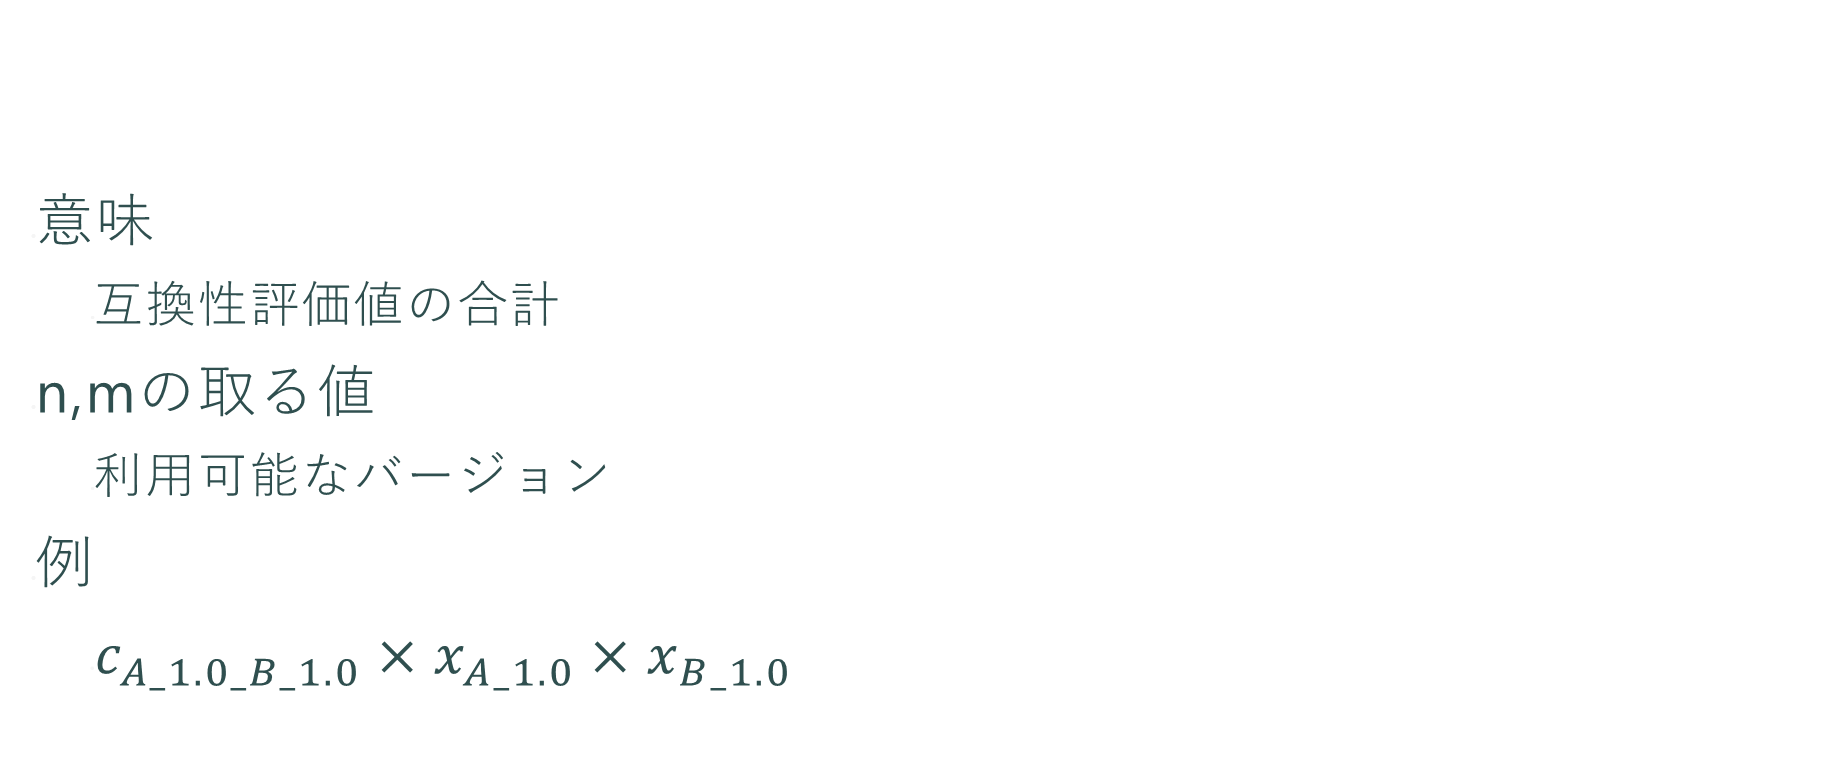 意味
互換性評価値の合計
n,mの取る値
利用可能なバージョン
例
c_{A_1.0_B_1.0} × x_{A_1.0} × x_{B_1.0}